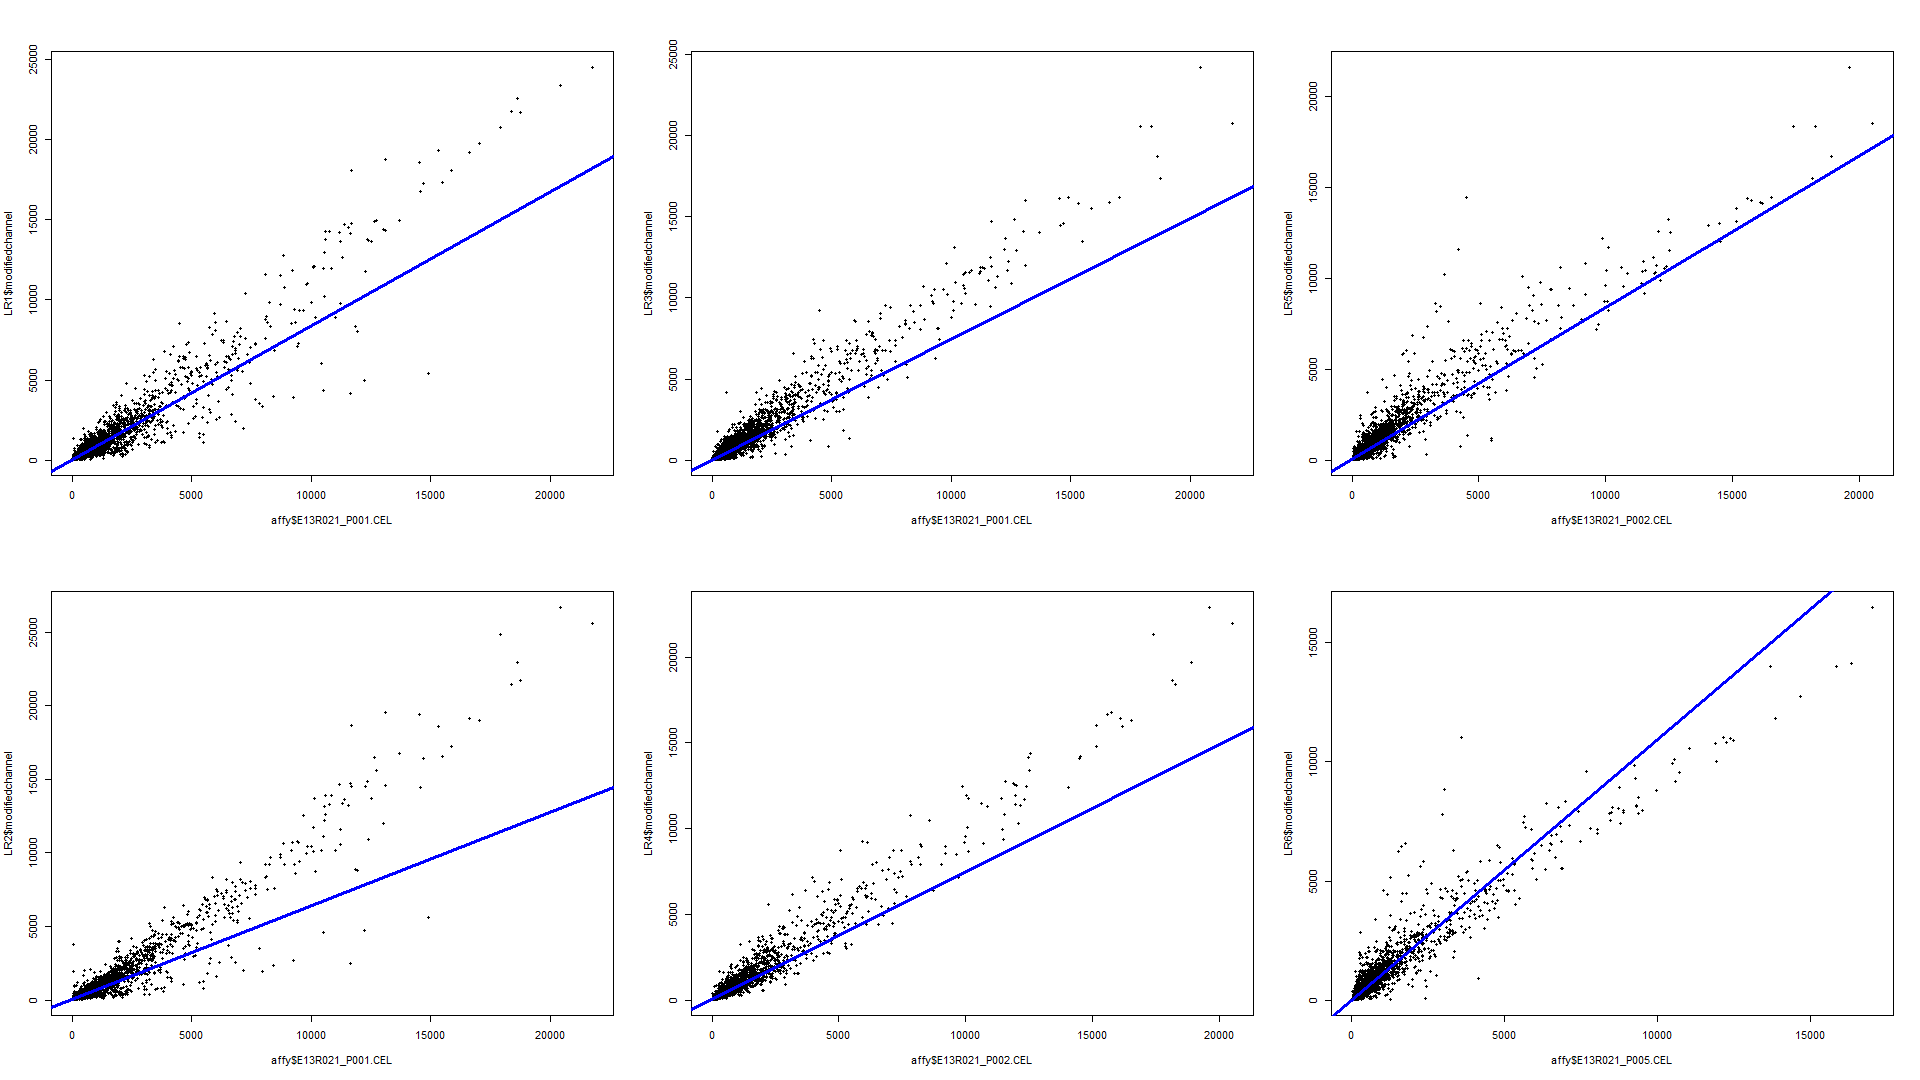 25000
20000
15000
10000
5000
0
LR1$modifiedchannel
0 5000 10000 15000 20000
affy$E13R021_P001.CEL
25000
20000
15000
10000
5000
0
LR3$modifiedchannel
0 5000 10000 15000 20000
affy$E13R021_P001.CEL
20000
15000
10000
5000
0
LR5$modifiedchannel
0 5000 10000 15000 20000
affy$E13R021_P002.CEL
25000
20000
15000
10000
5000
0
LR2$modifiedchannel
0 5000 10000 15000 20000
affy$E13R021_P001.CEL
20000
15000
10000
5000
0
LR4$modifiedchannel
0 5000 10000 15000 20000
affy$E13R021_P002.CEL
15000
10000
5000
0
LR6$modifiedchannel
0 5000 10000 15000
affy$E13R021_P005.CEL